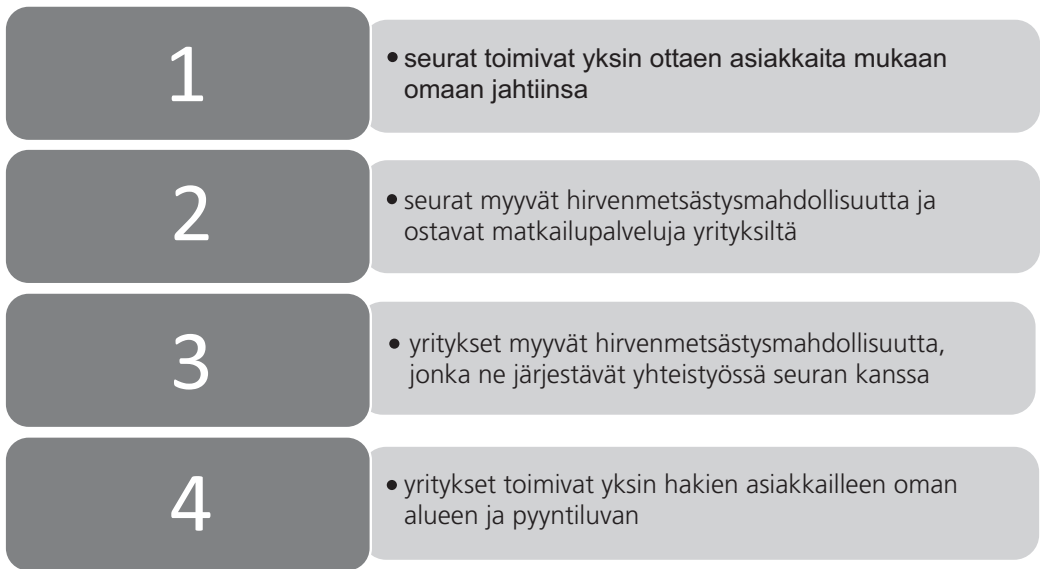 1
• seurat toimivat yksin ottaen asiakkaita mukaan
omaan jahtiinsa
2
• seurat myyvät hirvenmetsästysmahdollisuutta ja
ostavat matkailupalveluja yrityksiltä
3
• yritykset myyvät hirvenmetsästysmahdollisuutta,
jonka ne järjestävät yhteistyössä seuran kanssa
4
• yritykset toimivat yksin hakien asiakkailleen oman
alueen ja pyyntiluvan